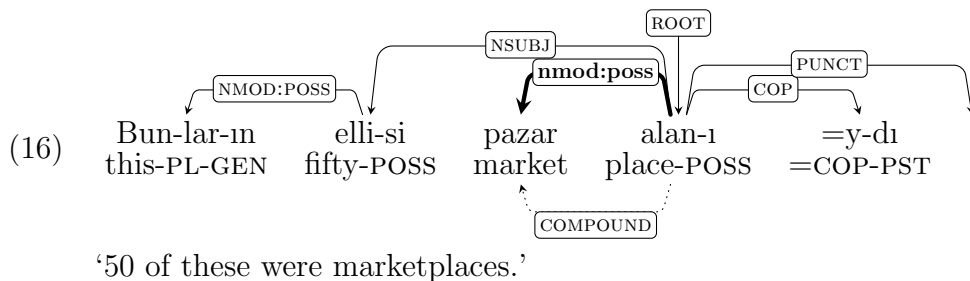 ROOT
NSUBJ
PUNCT
NMOD:POSS nmod:poss COP
(16) Bun-lar-ın elli-si pazar alan-ı =y-dı
this-PL-GEN fifty-POSS market place-POSS =COP-PST
COMPOUND
‘50 of these were marketplaces.’